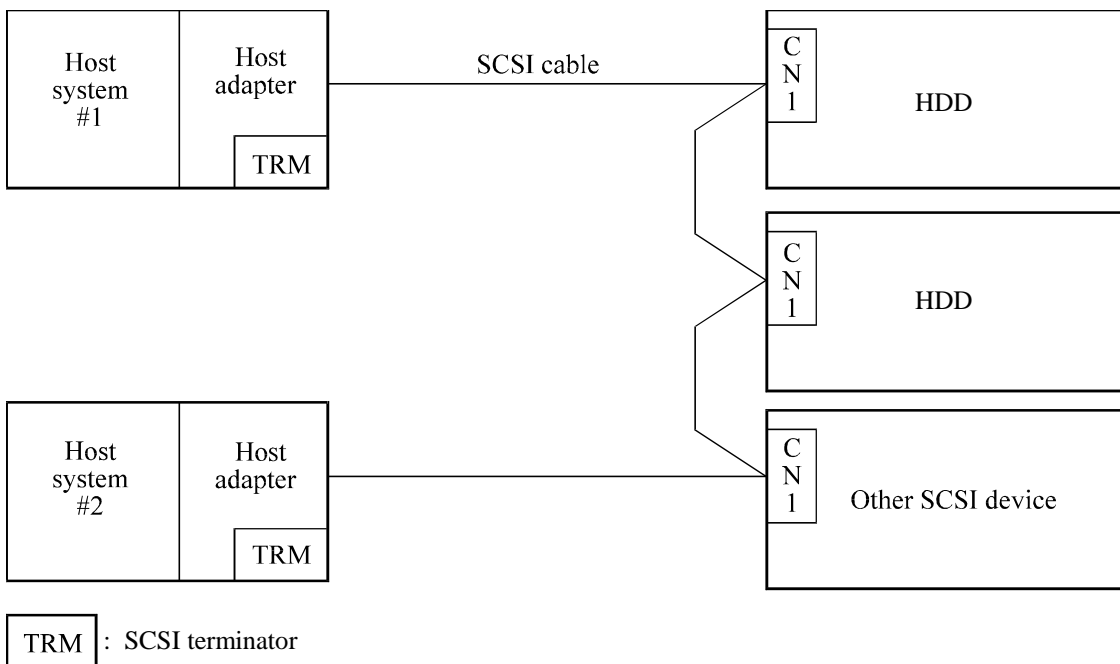 Host
system
#1
Host
adapter
TRM
SCSI cable
C
N
1
HDD
C
N
1
HDD
Host
system
#2
Host
adapter
TRM
C
N
1
Other SCSI device
TRM : SCSI terminator